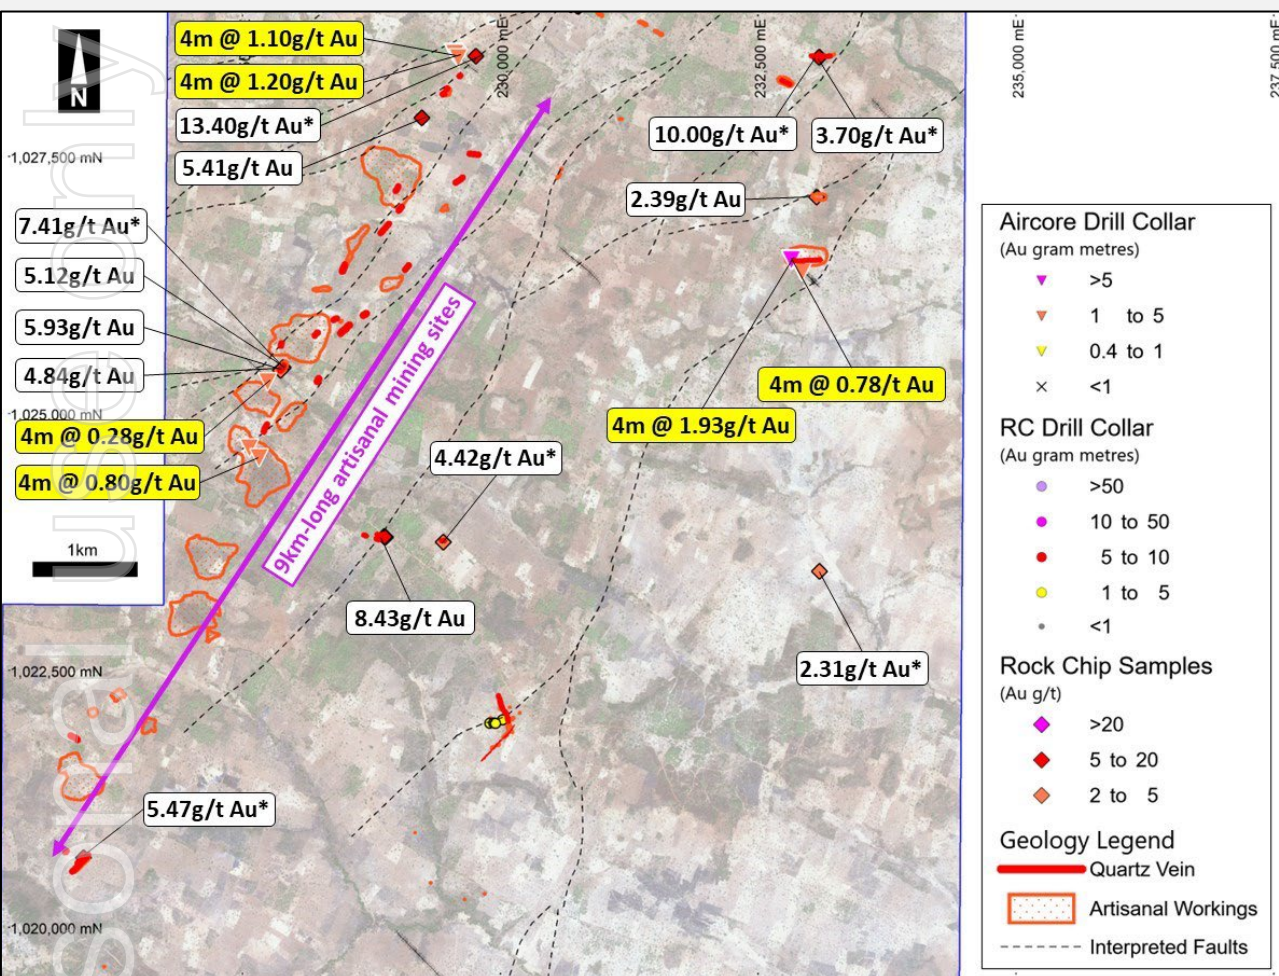 N
4m @ 1.10g/t Au
4m @ 1.20g/t Au
13.40g/t Au*
5.41g/t Au
230,000 mE
232,500 mE
235,000 mE
237,500 mE
1,027,500 mN
10.00g/t Au*
3.70g/t Au*
2.39g/t Au
7.41g/t Au*
5.12g/t Au
5.93g/t Au
4.84g/t Au
1,025,000 mN
4m @ 0.28g/t Au
4m @ 0.80g/t Au
9km-long artisanal mining sites
4m @ 0.78/t Au
4m @ 1.93g/t Au
4.42g/t Au*
1km
8.43g/t Au
2.31g/t Au*
1,022,500 mN
5.47g/t Au*
1,020,000 mN
Aircore Drill Collar
(Au gram metres)
>5
1 to 5
0.4 to 1
<1
RC Drill Collar
(Au gram metres)
>50
10 to 50
5 to 10
1 to 5
<1
Rock Chip Samples
(Au g/t)
>20
5 to 20
2 to 5
Geology Legend
Quartz Vein
Artisanal Workings
Interpreted Faults
sonal use only